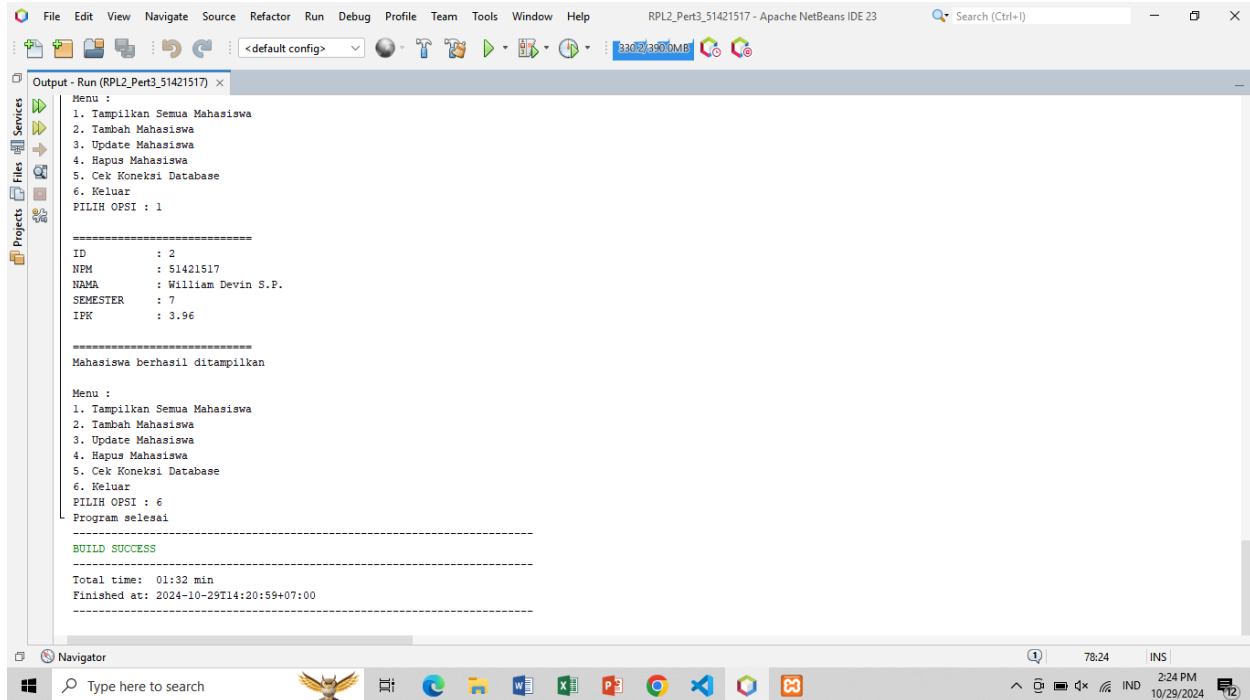 File Edit View Navigate Source Refactor Run Debug Profile Team Tools Window Help RPL2_Pert3_51421517 - Apache NetBeans IDE 23 Search (Ctrl+I)
<default config> 330.2/390.0MB
Output - Run (RPL2_Pert3_51421517)
Services
Files
Projects
Menu :
1. Tampilkan Semua Mahasiswa
2. Tambah Mahasiswa
3. Update Mahasiswa
4. Hapus Mahasiswa
5. Cek Koneksi Database
6. Keluar
PILIH OPSI : 1
============================
ID : 2
NPM : 51421517
NAMA : William Devin S.P.
SEMESTER : 7
IPK : 3.96
============================
Mahasiswa berhasil ditampilkan
Menu :
1. Tampilkan Semua Mahasiswa
2. Tambah Mahasiswa
3. Update Mahasiswa
4. Hapus Mahasiswa
5. Cek Koneksi Database
6. Keluar
PILIH OPSI : 6
Program selesai
------------------------------------------------------------------------
BUILD SUCCESS
------------------------------------------------------------------------
Total time: 01:32 min
Finished at: 2024-10-29T14:20:59+07:00
------------------------------------------------------------------------
Navigator 1 78:24 INS
Type here to search IND 2:24 PM
10/29/2024 12